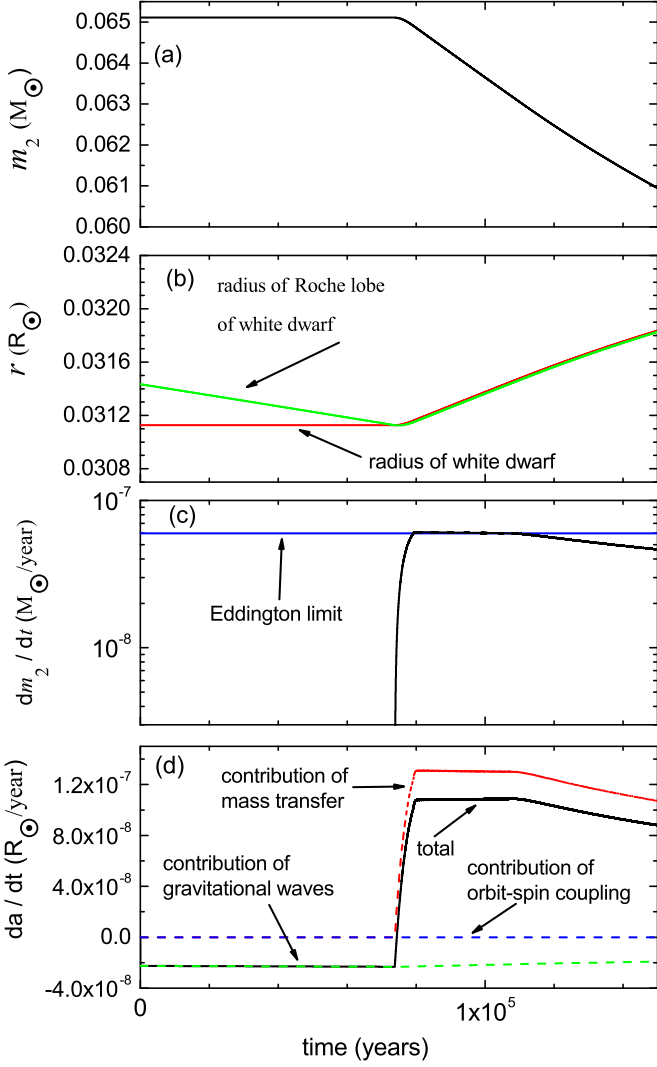 0.065
0.064
0.063
0.062
0.061
0.060
m₂ (M☉)
(a)
0.0324
0.0320
0.0316
0.0312
0.0308
r (R☉)
(b)
radius of Roche lobe
of white dwarf
radius of white dwarf
10⁻⁷
10⁻⁸
dm₂ / dt (M☉/year)
(c)
Eddington limit
1.2x10⁻⁷
8.0x10⁻⁸
4.0x10⁻⁸
0.0
-4.0x10⁻⁸
da / dt (R☉/year)
(d)
contribution of
mass transfer
total
contribution of
gravitational waves
contribution of
orbit-spin coupling
0
1x10⁵
time (years)